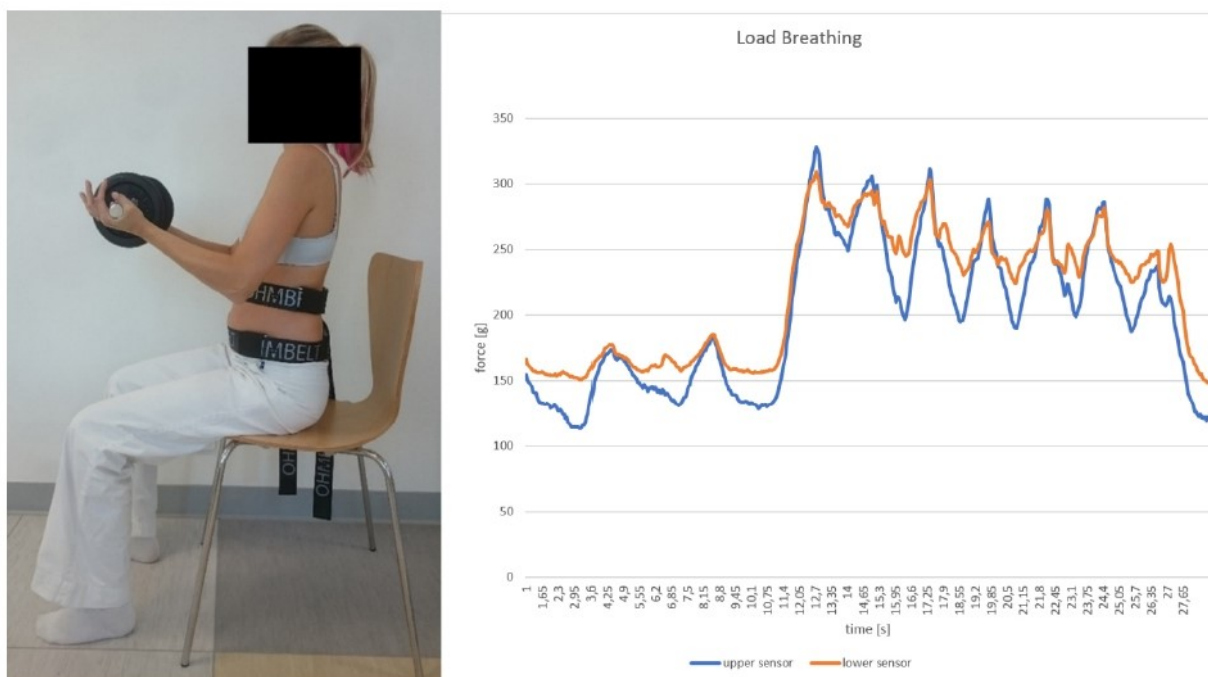 Load Breathing
350
300
250
200
150
100
50
0
force [g]
1 1,65 2,3 2,95 3,6 4,25 4,9 5,55 6,2 6,85 7,5 8,15 8,8 9,45 10,1 10,75 11,4 12,05 12,7 13,35 14 14,65 15,3 15,95 16,6 17,25 17,9 18,55 19,2 19,85 20,5 21,15 21,8 22,45 23,1 23,75 24,4 25,05 25,7 26,35 27 27,65
time [s]
upper sensor lower sensor
OHMBE
IMBELT
OHM
OHM